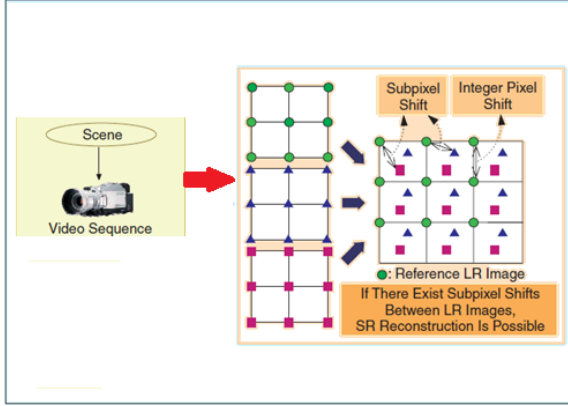 Scene
Video Sequence
Subpixel
Shift
Integer Pixel
Shift
: Reference LR Image
If There Exist Subpixel Shifts
Between LR Images,
SR Reconstruction Is Possible